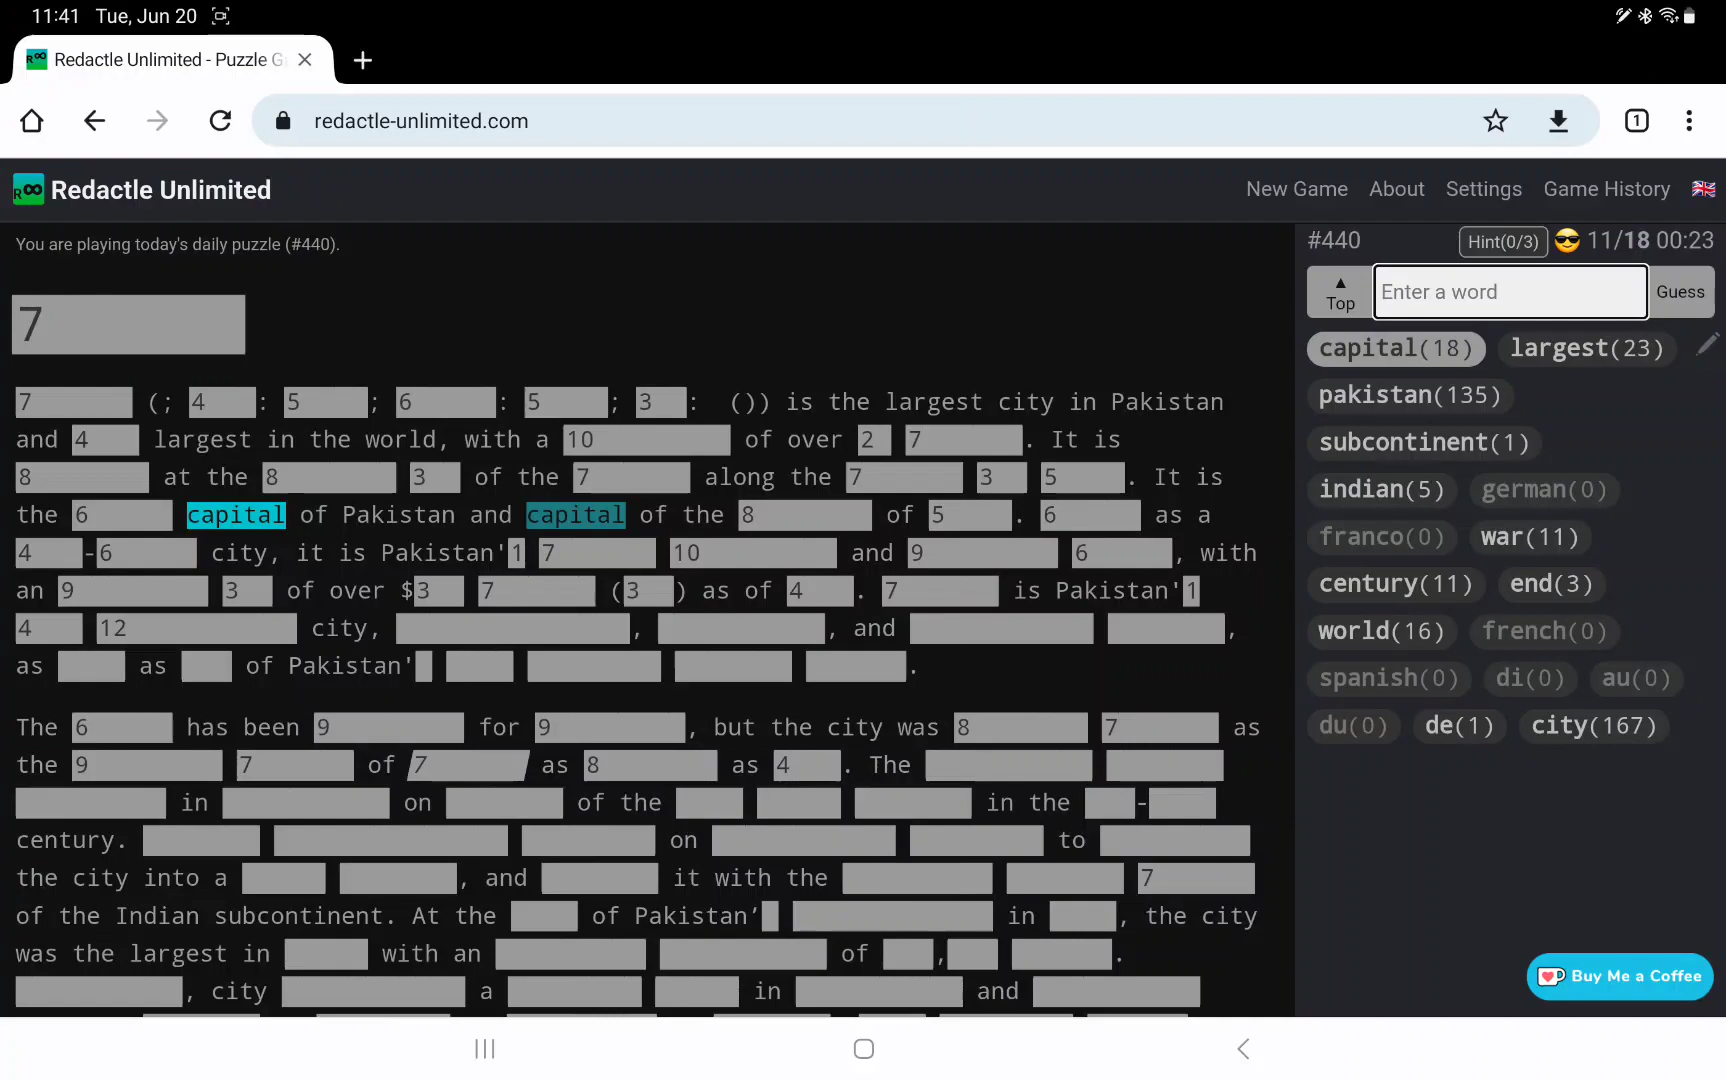 11:41 Tue, Jun 20
Redactle Unlimited - Puzzle G
redactle-unlimited.com
1
R∞ Redactle Unlimited
New Game About Settings Game History
You are playing today's daily puzzle (#440).
#440 Hint(0/3) 11/18 00:23
▲ Top Enter a word Guess
7
capital(18) largest(23)
pakistan(135)
subcontinent(1)
indian(5) german(0)
franco(0) war(11)
century(11) end(3)
world(16) french(0)
spanish(0) di(0) au(0)
du(0) de(1) city(167)
7 (; 4 : 5 ; 6 : 5 ; 3 : ()) is the largest city in Pakistan
and 4 largest in the world, with a 10 of over 2 7 . It is
8 at the 8 3 of the 7 along the 7 3 5 . It is
the 6 capital of Pakistan and capital of the 8 of 5 . 6 as a
4 -6 city, it is Pakistan'1 7 10 and 9 6 , with
an 9 3 of over $3 7 (3 ) as of 4 . 7 is Pakistan'1
4 12 city, , , and ,
as as of Pakistan' .
The 6 has been 9 for 9 , but the city was 8 7 as
the 9 7 of 7 as 8 as 4 . The
in on of the in the -
century. on to
the city into a , and it with the 7
of the Indian subcontinent. At the of Pakistan’ in , the city
was the largest in with an of , .
, city a in and
Buy Me a Coffee